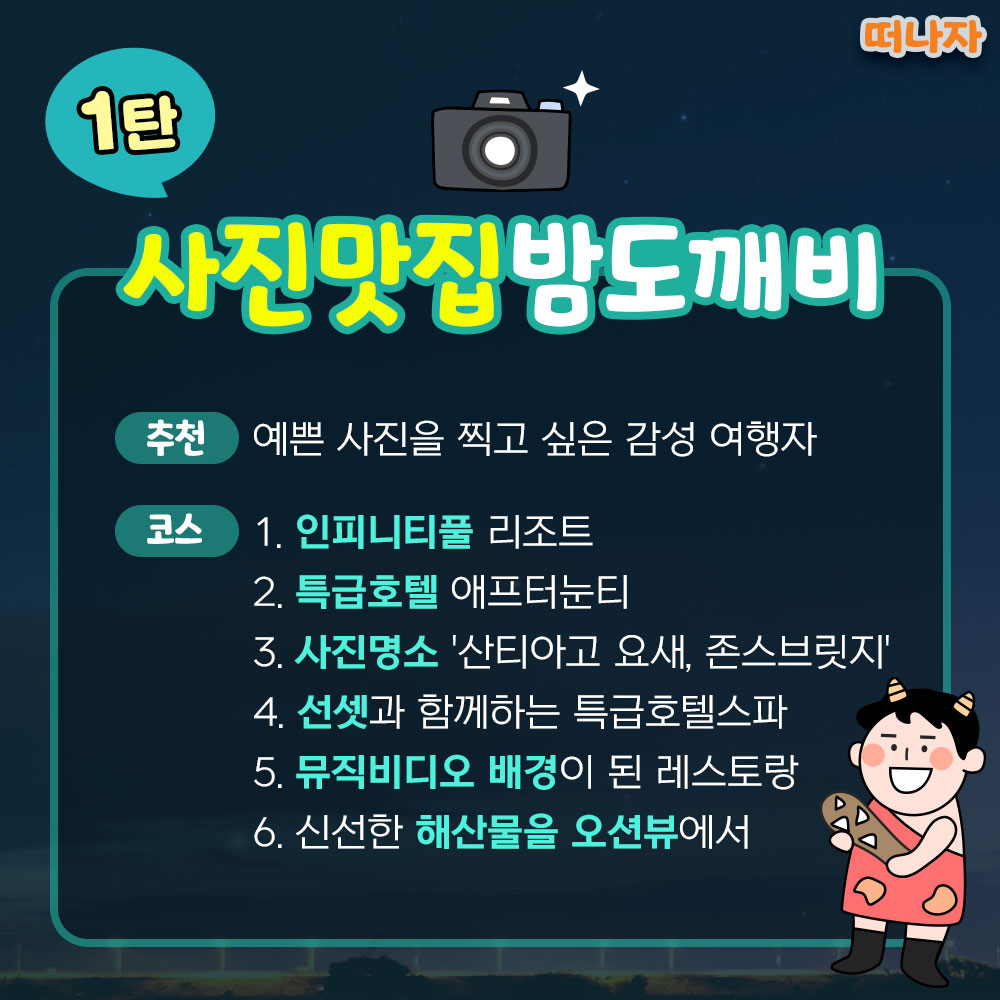 떠나자
1탄
사진맛집밤도깨비
추천 예쁜 사진을 찍고 싶은 감성 여행자
코스 1. 인피니티풀 리조트
2. 특급호텔 애프터눈티
3. 사진명소 '산티아고 요새, 존스브릿지'
4. 선셋과 함께하는 특급호텔스파
5. 뮤직비디오 배경이 된 레스토랑
6. 신선한 해산물을 오션뷰에서